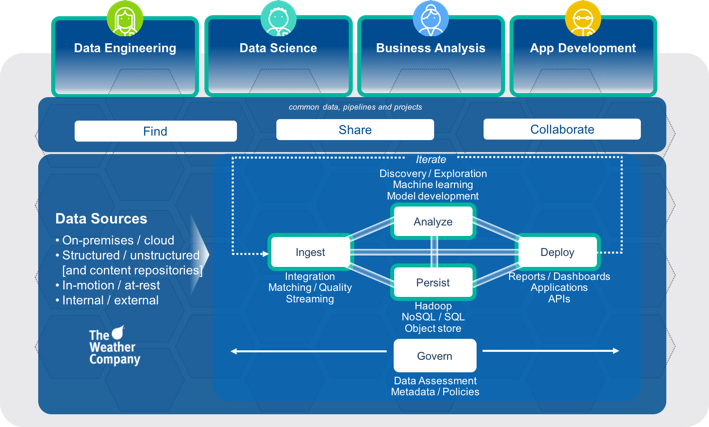 Data Engineering
Data Science
Business Analysis
App Development
common data, pipelines and projects
Find
Share
Collaborate
Iterate
Discovery / Exploration
Machine learning
Model development
Analyze
Data Sources
• On-premises / cloud
• Structured / unstructured
[and content repositories]
• In-motion / at-rest
• Internal / external
Ingest
Integration
Matching / Quality
Streaming
Deploy
Reports / Dashboards
Applications
APIs
Persist
Hadoop
NoSQL / SQL
Object store
The
Weather
Company
Govern
Data Assessment
Metadata / Policies